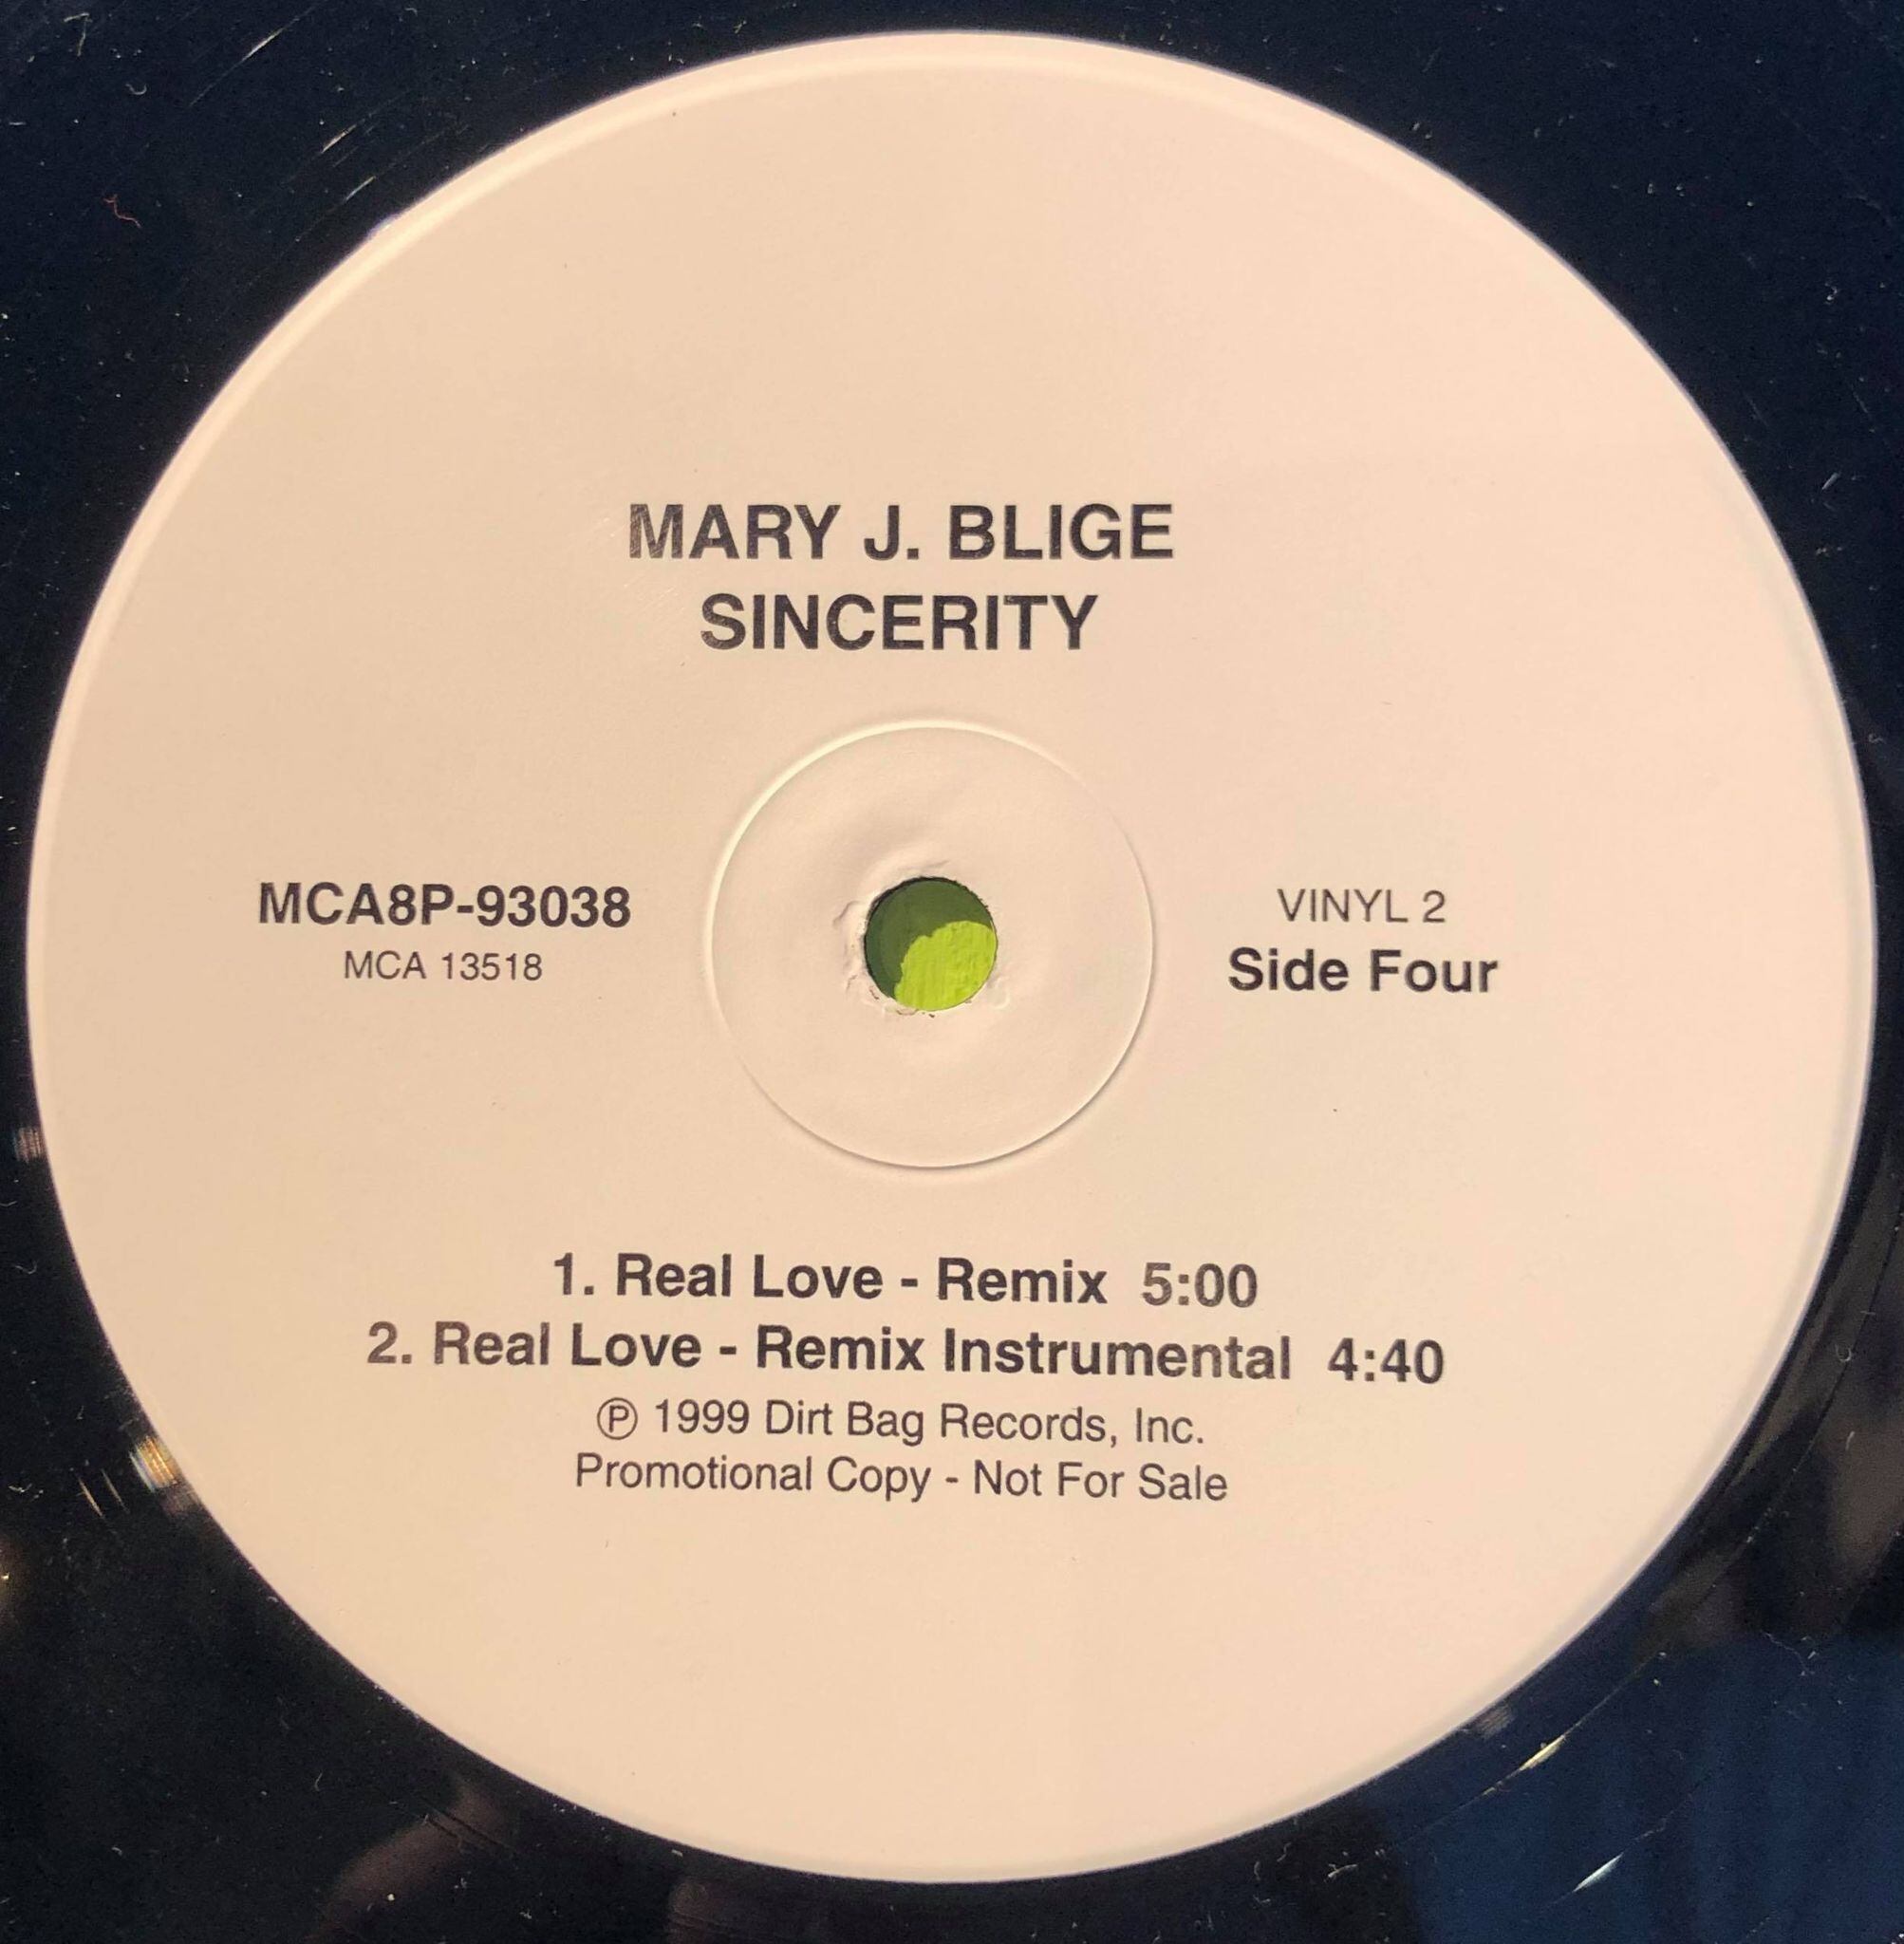 MARY J. BLIGE
SINCERITY
MCA8P-93038
MCA 13518
VINYL 2
Side Four
1. Real Love - Remix 5:00
2. Real Love - Remix Instrumental 4:40
℗ 1999 Dirt Bag Records, Inc.
Promotional Copy - Not For Sale